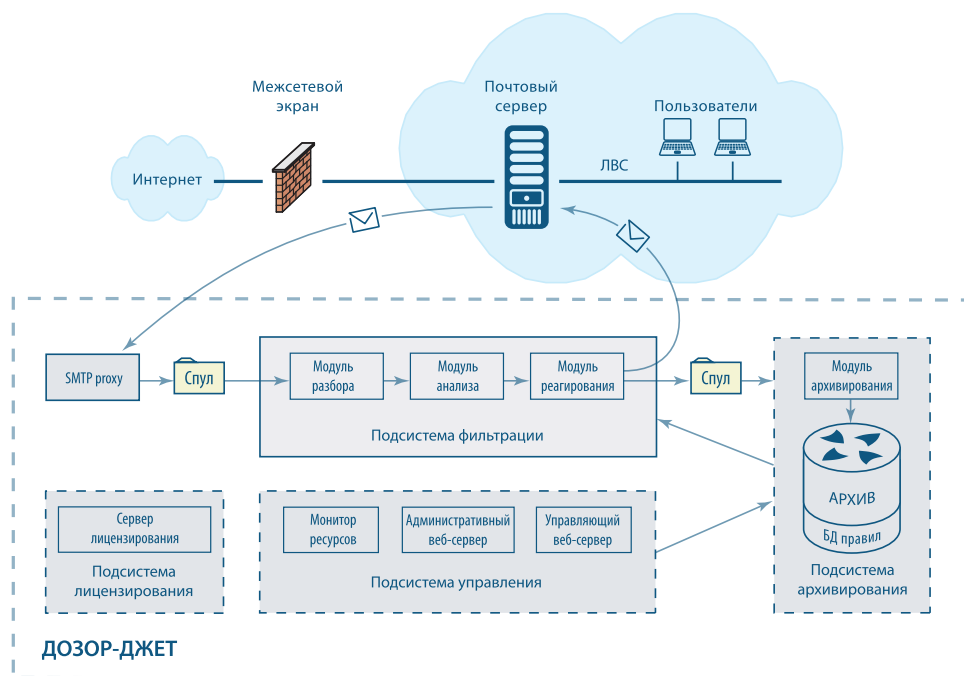 Межсетевой
экран
Почтовый
сервер
Пользователи
Интернет
ЛВС
SMTP proxy
Спул
Модуль
разбора
Модуль
анализа
Модуль
реагирования
Спул
Модуль
архивирования
Подсистема фильтрации
АРХИВ
БД правил
Подсистема
архивирования
Сервер
лицензирования
Подсистема
лицензирования
Монитор
ресурсов
Административный
веб-сервер
Управляющий
веб-сервер
Подсистема управления
ДОЗОР-ДЖЕТ